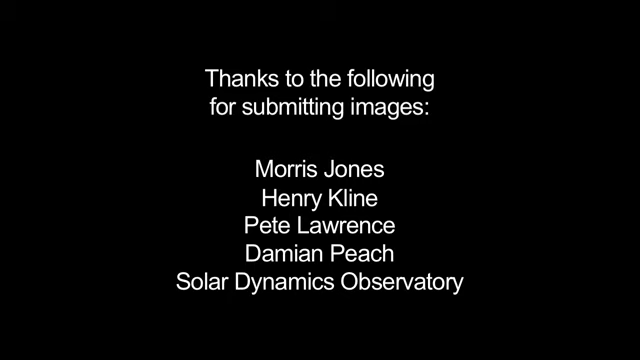 Thanks to the following
for submitting images:
Morris Jones
Henry Kline
Pete Lawrence
Damian Peach
Solar Dynamics Observatory